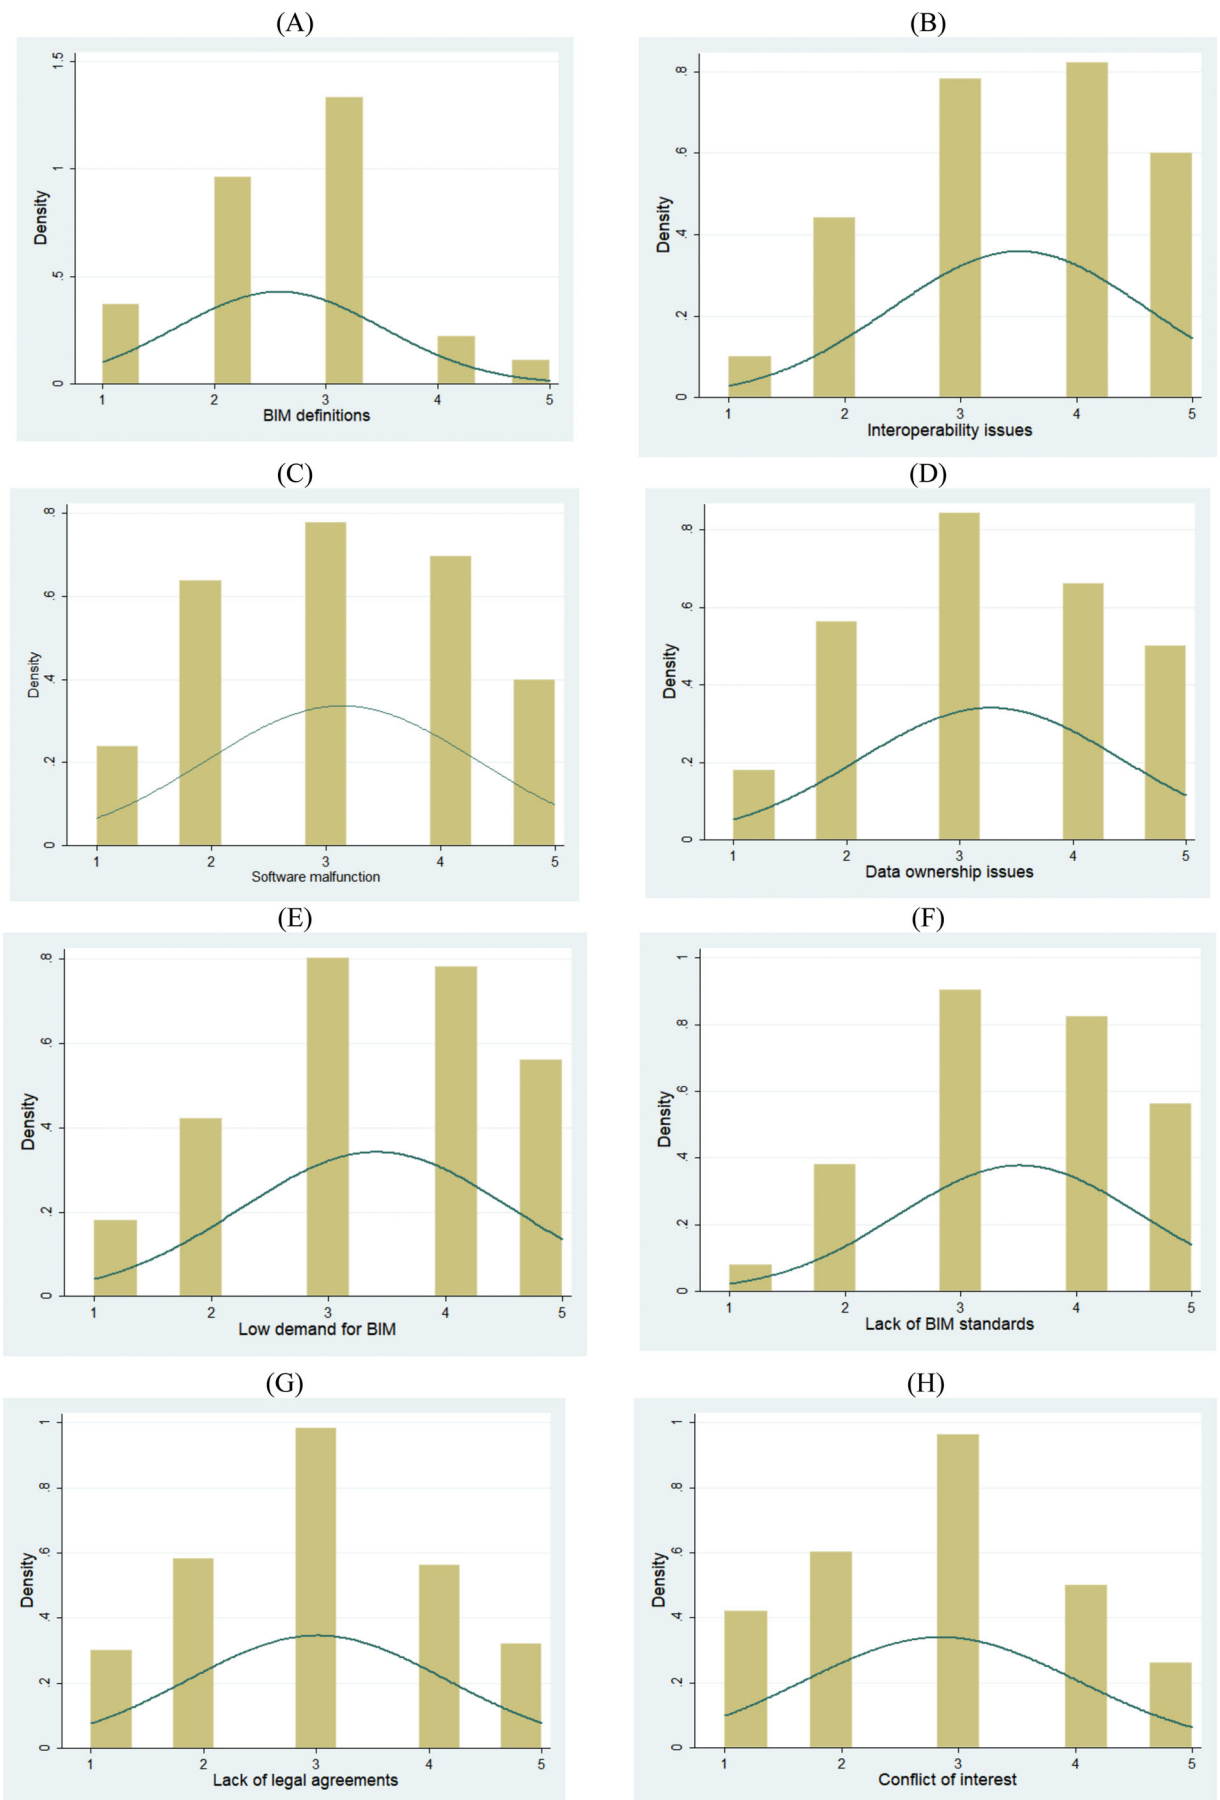 (A)
Density
1.5
1
.5
0
1 2 3 4 5
BIM definitions
(B)
Density
.8
.6
.4
.2
0
1 2 3 4 5
Interoperability issues
(C)
Density
.8
.6
.4
.2
0
1 2 3 4 5
Software malfunction
(D)
Density
.8
.6
.4
.2
0
1 2 3 4 5
Data ownership issues
(E)
Density
.8
.6
.4
.2
0
1 2 3 4 5
Low demand for BIM
(F)
Density
1
.8
.6
.4
.2
0
1 2 3 4 5
Lack of BIM standards
(G)
Density
1
.8
.6
.4
.2
0
1 2 3 4 5
Lack of legal agreements
(H)
Density
1
.8
.6
.4
.2
0
1 2 3 4 5
Conflict of interest